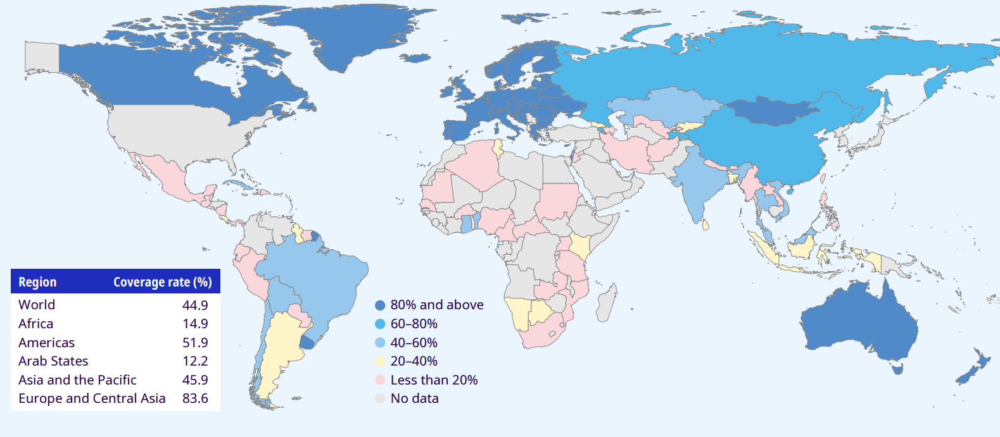 Region Coverage rate (%)
World 44.9
Africa 14.9
Americas 51.9
Arab States 12.2
Asia and the Pacific 45.9
Europe and Central Asia 83.6
80% and above
60–80%
40–60%
20–40%
Less than 20%
No data